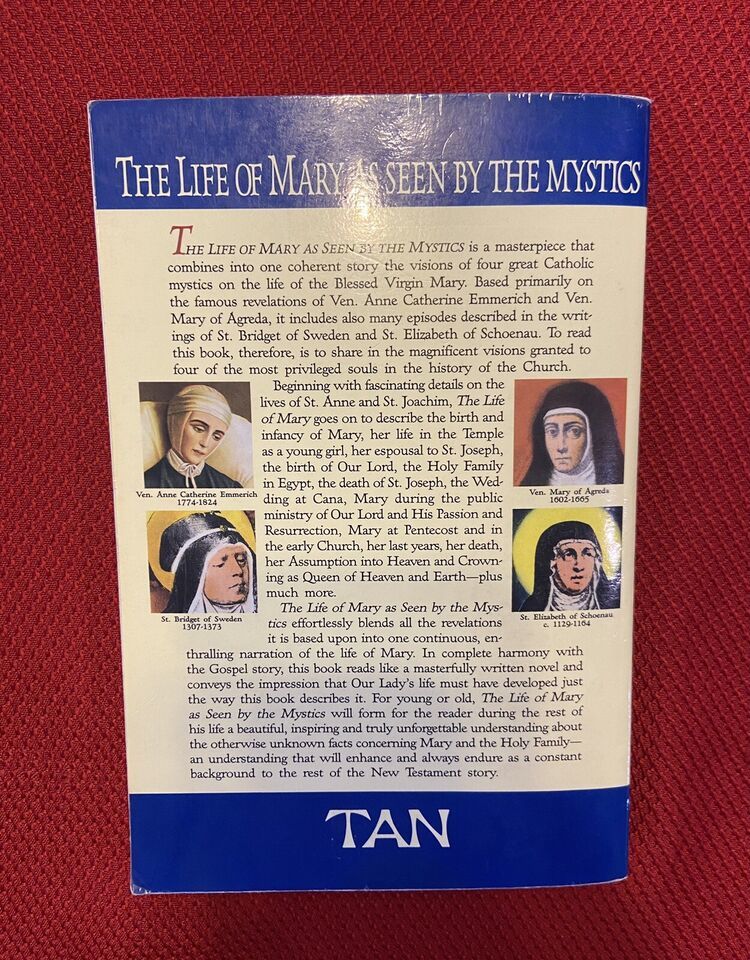 THE LIFE OF MARY AS SEEN BY THE MYSTICS
THE LIFE OF MARY AS SEEN BY THE MYSTICS is a masterpiece that
combines into one coherent story the visions of four great Catholic
mystics on the life of the Blessed Virgin Mary. Based primarily on
the famous revelations of Ven. Anne Catherine Emmerich and Ven.
Mary of Agreda, it includes also many episodes described in the writ-
ings of St. Bridget of Sweden and St. Elizabeth of Schoenau. To read
this book, therefore, is to share in the magnificent visions granted to
four of the most privileged souls in the history of the Church.
Beginning with fascinating details on the
lives of St. Anne and St. Joachim, The Life
of Mary goes on to describe the birth and
infancy of Mary, her life in the Temple
as a young girl, her espousal to St. Joseph,
the birth of Our Lord, the Holy Family
in Egypt, the death of St. Joseph, the Wed-
ding at Cana, Mary during the public
ministry of Our Lord and His Passion and
Resurrection, Mary at Pentecost and in
the early Church, her last years, her death,
her Assumption into Heaven and Crown-
ing as Queen of Heaven and Earth—plus
much more.
The Life of Mary as Seen by the Mys-
tics effortlessly blends all the revelations
it is based upon into one continuous, en-
thralling narration of the life of Mary. In complete harmony with
the Gospel story, this book reads like a masterfully written novel and
conveys the impression that Our Lady's life must have developed just
the way this book describes it. For young or old, The Life of Mary
as Seen by the Mystics will form for the reader during the rest of
his life a beautiful, inspiring and truly unforgettable understanding about
the otherwise unknown facts concerning Mary and the Holy Family—
an understanding that will enhance and always endure as a constant
background to the rest of the New Testament story.
Ven. Anne Catherine Emmerich
1774-1824
Ven. Mary of Agreda
1602-1665
St. Bridget of Sweden
1307-1373
St. Elizabeth of Schoenau
c. 1129-1164
TAN